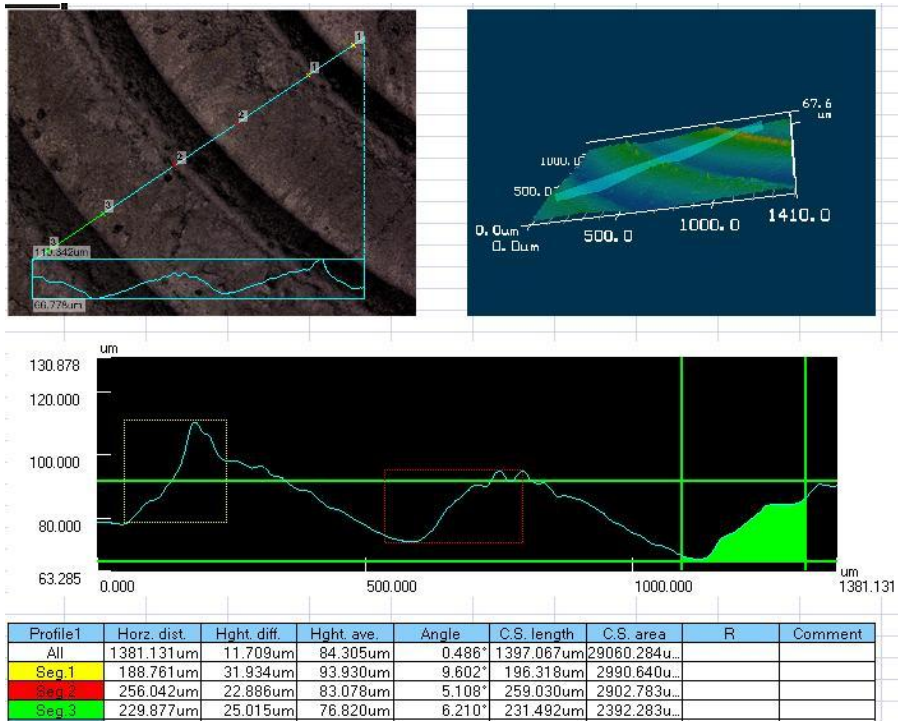 1
1
2
2
3
3
110.342um
66.778um
67.6
um
1000.0
500.0
0.0um
0.0um
500.0
1000.0
1410.0
um
130.878
120.000
100.000
80.000
63.285
0.000
500.000
1000.000
um
1381.131
Profile1 Horz. dist. Hght. diff. Hght. ave. Angle C.S. length C.S. area R Comment
All 1381.131um 11.709um 84.305um 0.486° 1397.067um 29060.284u...
Seg.1 188.761um 31.934um 93.930um 9.602° 196.318um 2990.640u...
Seg.2 256.042um 22.886um 83.078um 5.108° 259.030um 2902.783u...
Seg.3 229.877um 25.015um 76.820um 6.210° 231.492um 2392.283u...